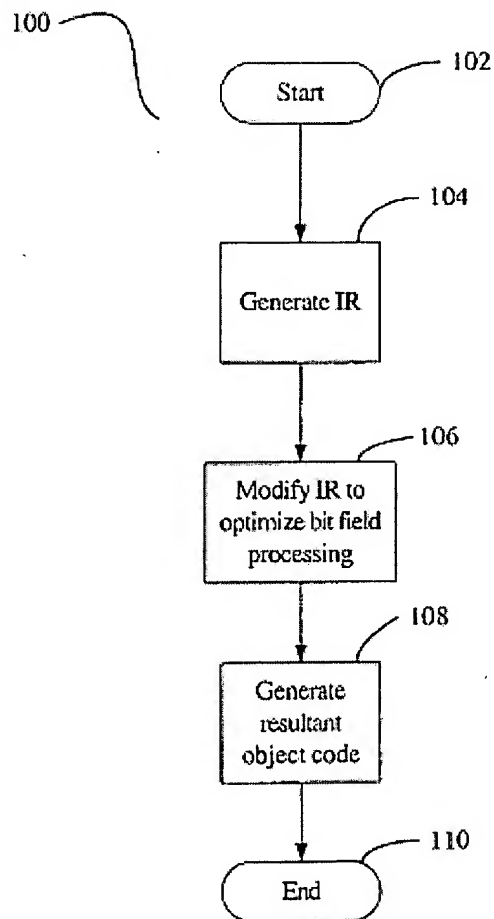 100
102
Start
104
Generate IR
106
Modify IR to
optimize bit field
processing
108
Generate
resultant
object code
110
End